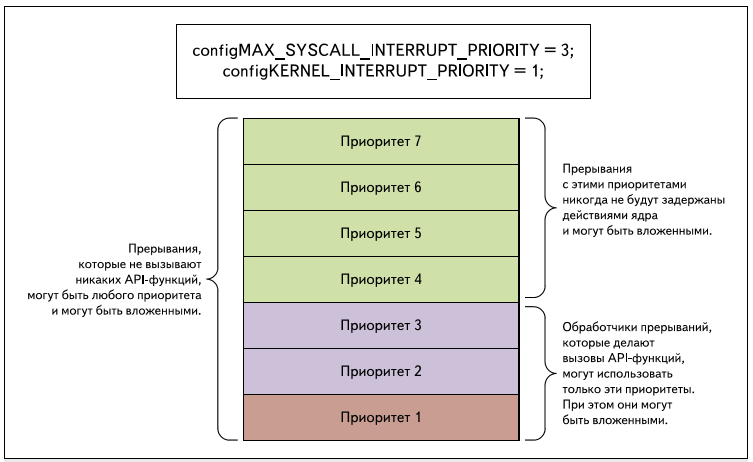 configMAX_SYSCALL_INTERRUPT_PRIORITY = 3;
configKERNEL_INTERRUPT_PRIORITY = 1;
Приоритет 7
Приоритет 6
Приоритет 5
Приоритет 4
Приоритет 3
Приоритет 2
Приоритет 1
Прерывания,
которые не вызывают
никаких API-функций,
могут быть любого приоритета
и могут быть вложенными.
Прерывания
с этими приоритетами
никогда не будут задержаны
действиями ядра
и могут быть вложенными.
Обработчики прерываний,
которые делают
вызовы API-функций,
могут использовать
только эти приоритеты.
При этом они могут
быть вложенными.